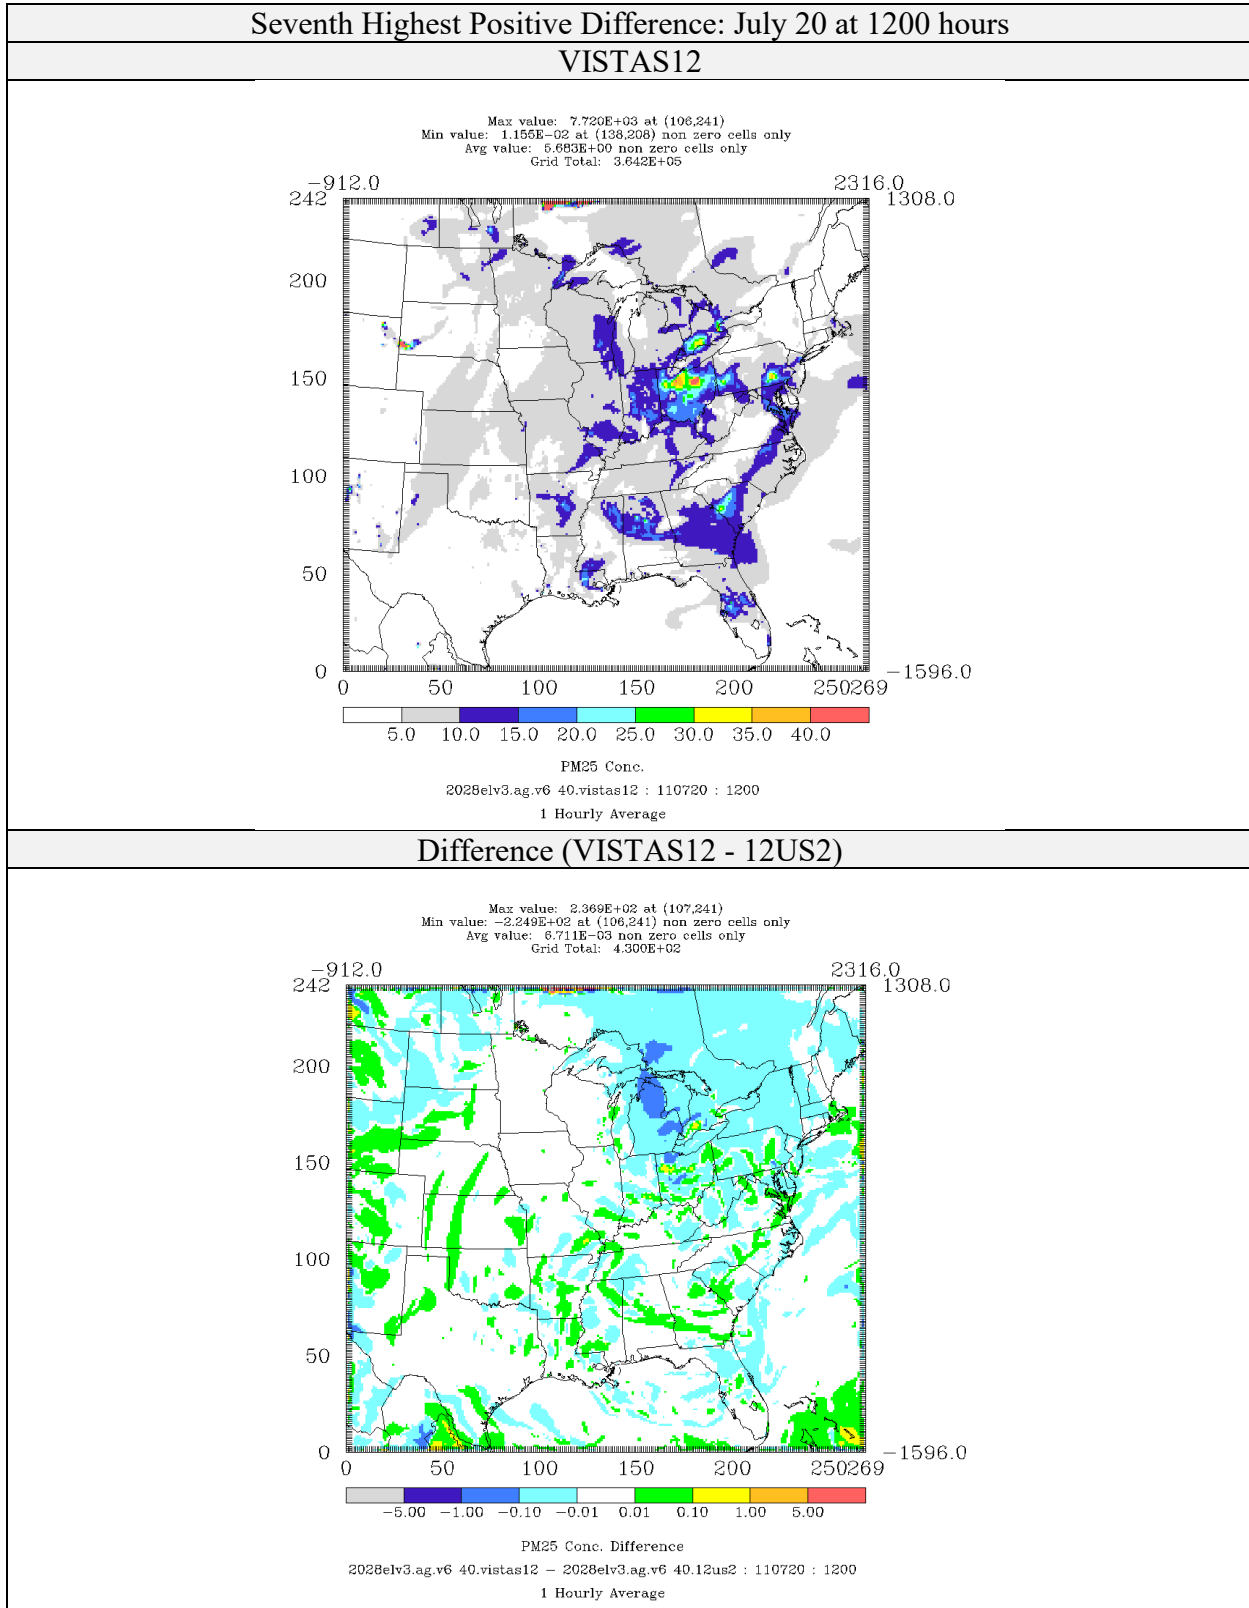 Seventh Highest Positive Difference: July 20 at 1200 hours
VISTAS12
Max value: 7.720E+03 at (106,241)
Min value: 1.155E−02 at (138,208) non zero cells only
Avg value: 5.683E+00 non zero cells only
Grid Total: 3.642E+05
−912.0 2316.0
242 1308.0
200
150
100
50
0 −1596.0
0 50 100 150 200 250269
5.0 10.0 15.0 20.0 25.0 30.0 35.0 40.0
PM25 Conc.
2028elv3.ag.v6 40.vistas12 : 110720 : 1200
1 Hourly Average
Difference (VISTAS12 - 12US2)
Max value: 2.369E+02 at (107,241)
Min value: −2.249E+02 at (106,241) non zero cells only
Avg value: 6.711E−03 non zero cells only
Grid Total: 4.300E+02
−912.0 2316.0
242 1308.0
200
150
100
50
0 −1596.0
0 50 100 150 200 250269
−5.00 −1.00 −0.10 −0.01 0.01 0.10 1.00 5.00
PM25 Conc. Difference
2028elv3.ag.v6 40.vistas12 − 2028elv3.ag.v6 40.12us2 : 110720 : 1200
1 Hourly Average